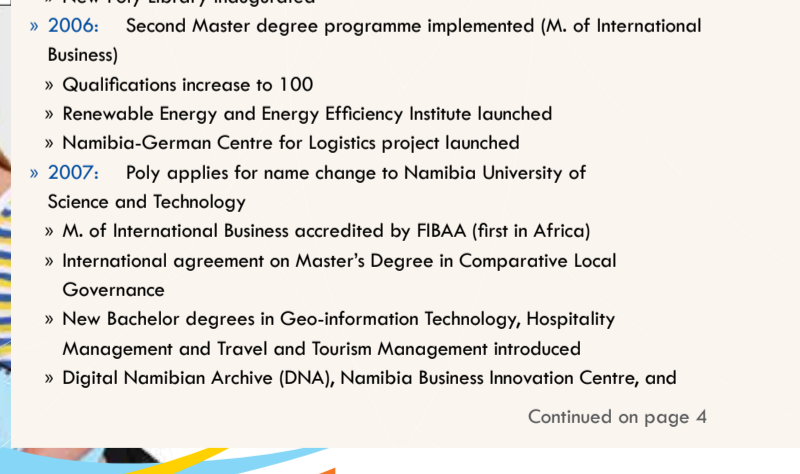 » New Poly Library inaugurated
» 2006: Second Master degree programme implemented (M. of International
Business)
» Qualifications increase to 100
» Renewable Energy and Energy Efficiency Institute launched
» Namibia-German Centre for Logistics project launched
» 2007: Poly applies for name change to Namibia University of
Science and Technology
» M. of International Business accredited by FIBAA (first in Africa)
» International agreement on Master’s Degree in Comparative Local
Governance
» New Bachelor degrees in Geo-information Technology, Hospitality
Management and Travel and Tourism Management introduced
» Digital Namibian Archive (DNA), Namibia Business Innovation Centre, and
Continued on page 4